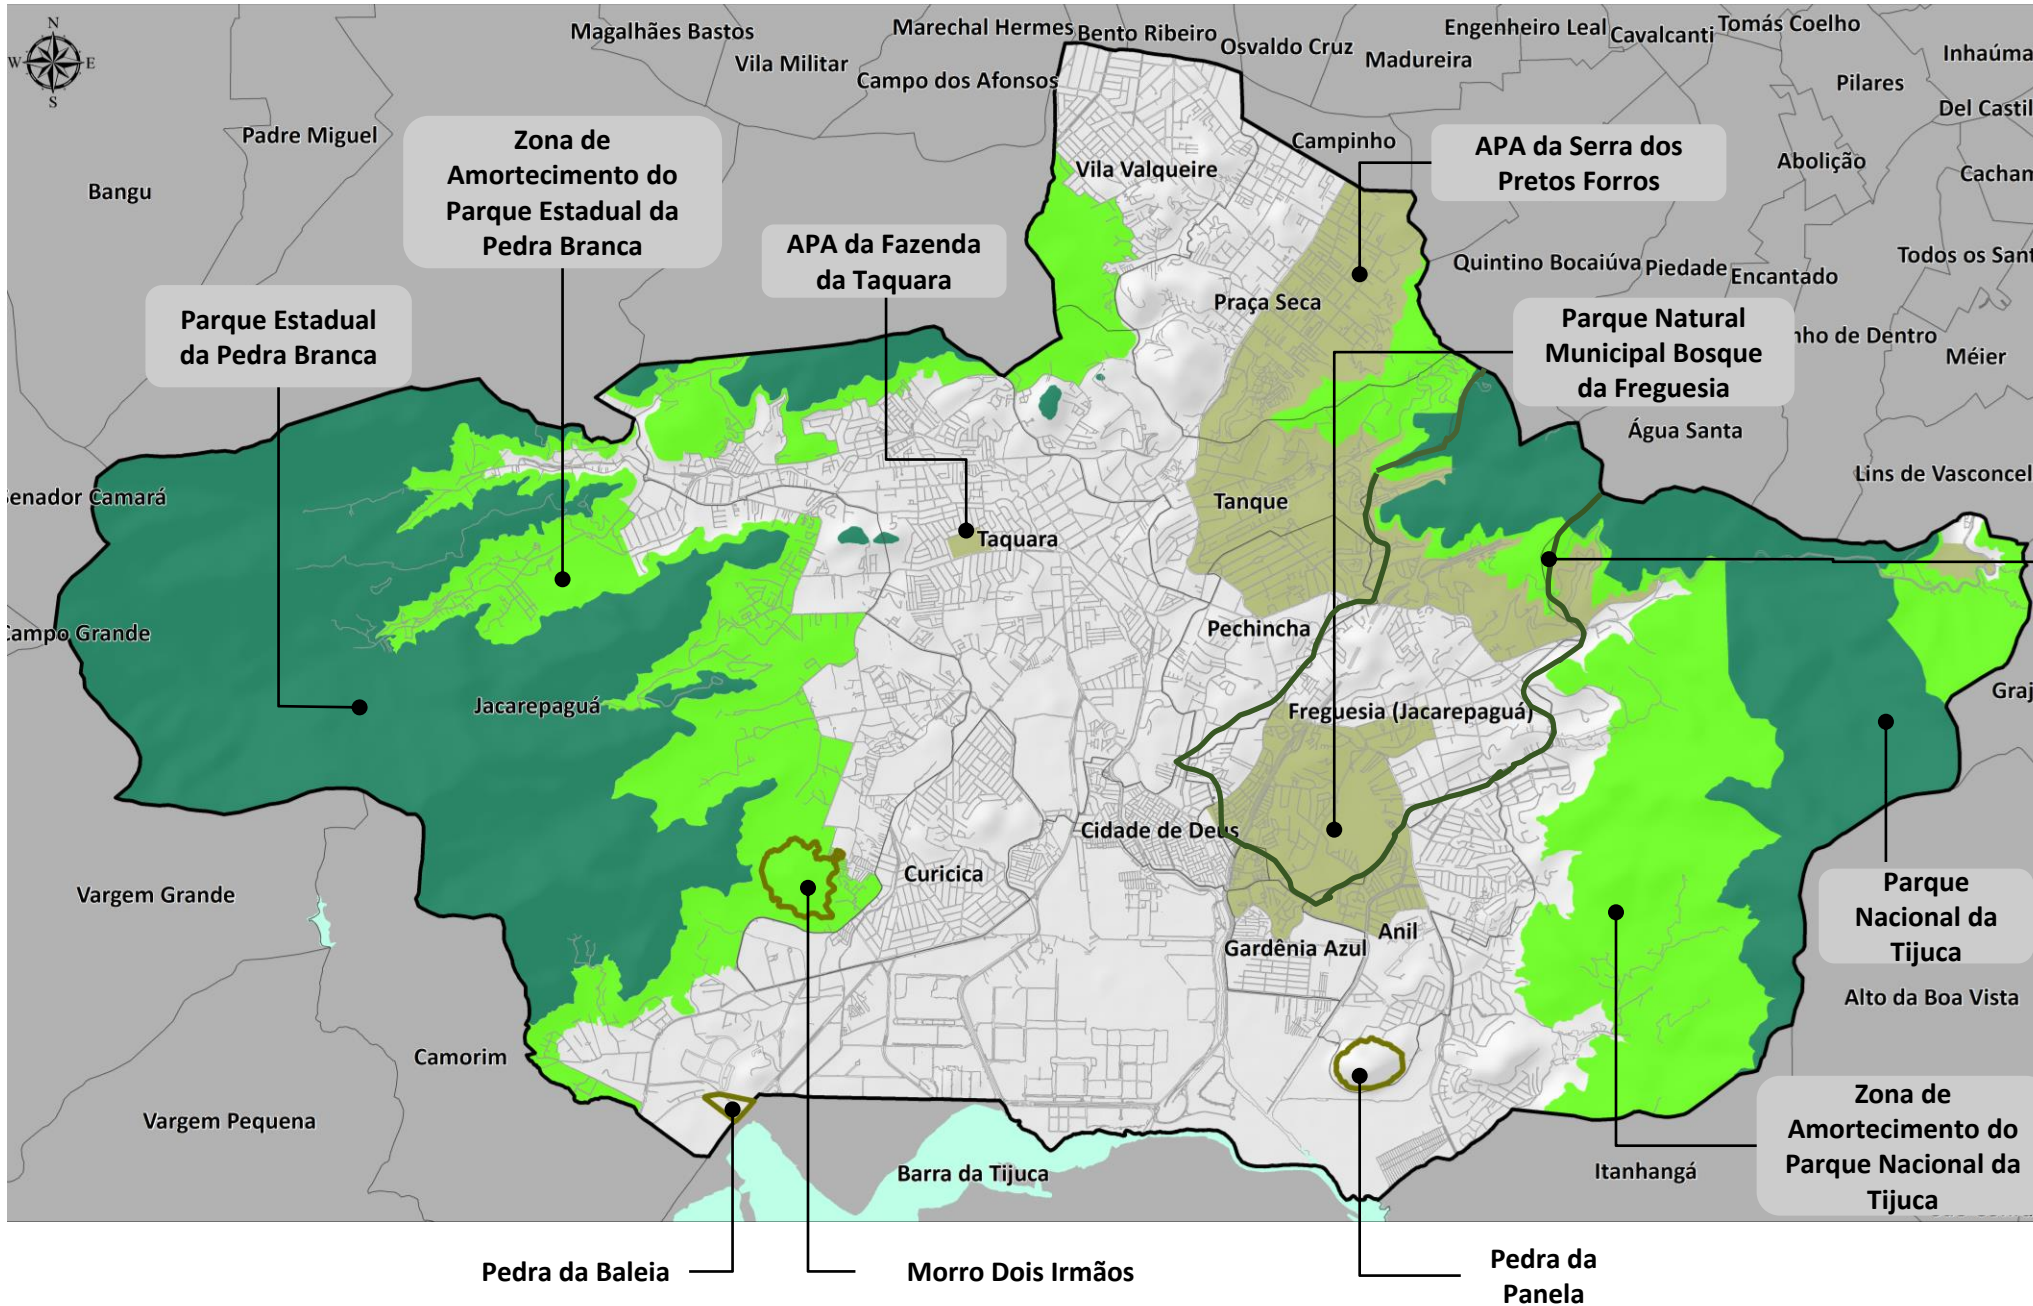 N
W
E
S
Magalhães Bastos
Marechal Hermes
Bento Ribeiro
Osvaldo Cruz
Engenheiro Leal
Cavalcanti
Tomás Coelho
Inhaúma
Vila Militar
Campo dos Afonsos
Madureira
Pilares
Del Castil
Padre Miguel
Campinho
Abolição
Cacham
Bangu
Vila Valqueire
Zona de
Amortecimento do
Parque Estadual da
Pedra Branca
APA da Serra dos
Pretos Forros
APA da Fazenda
da Taquara
Quintino Bocaiúva
Piedade
Encantado
Todos os Sant
Praça Seca
Parque Estadual
da Pedra Branca
Parque Natural
Municipal Bosque
da Freguesia
nho de Dentro
Méier
Água Santa
Lins de Vasconcel
Senador Camará
Tanque
Taquara
Campo Grande
Pechincha
Jacarepaguá
Freguesia (Jacarepaguá)
Graj
Cidade de Deus
Curicica
Vargem Grande
Gardênia Azul
Anil
Parque
Nacional da
Tijuca
Alto da Boa Vista
Camorim
Vargem Pequena
Zona de
Amortecimento do
Parque Nacional da
Tijuca
Barra da Tijuca
Itanhangá
Pedra da Baleia
Morro Dois Irmãos
Pedra da
Panela